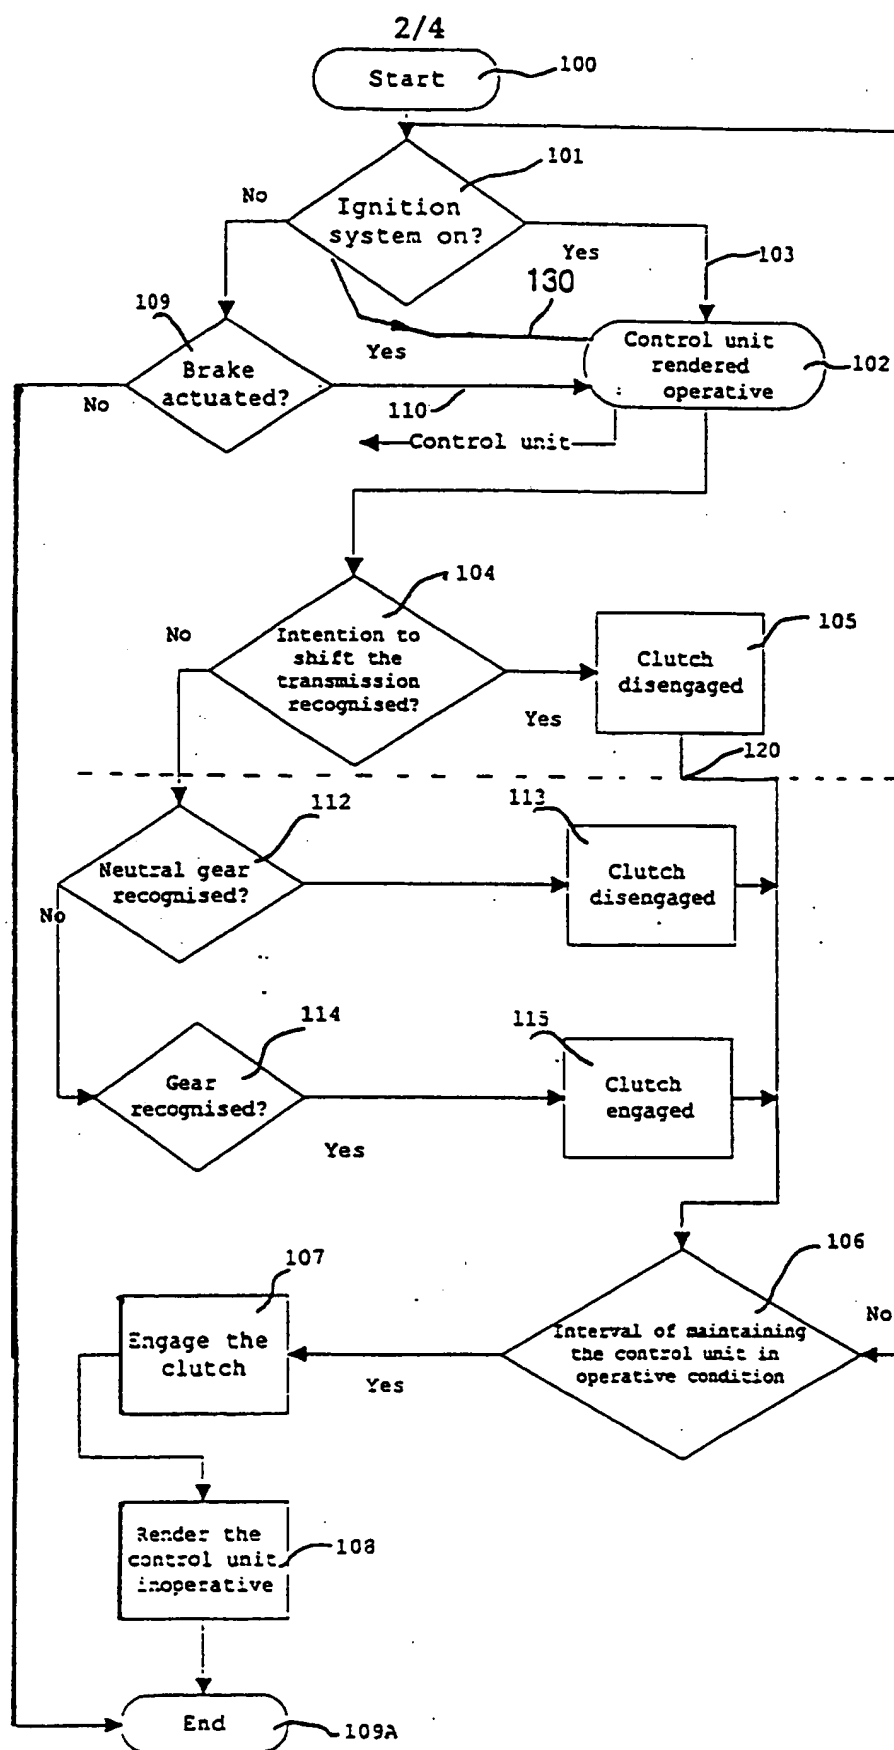 2/4
Start
100
101
No
Ignition
system on?
Yes
103
130
109
Yes
Control unit
rendered
operative
102
Brake
actuated?
No
110
Control unit
104
No
Intention to
shift the
transmission
recognised?
105
Clutch
disengaged
Yes
120
112
113
Neutral gear
recognised?
Clutch
disengaged
No
114
115
Gear
recognised?
Clutch
engaged
Yes
106
107
No
Engage the
clutch
Interval of maintaining
the control unit in
operative condition
Yes
Render the
control unit
inoperative
108
End
109A